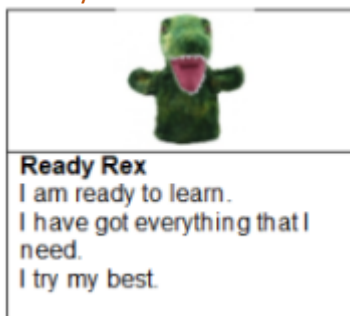 Ready Rex
I am ready to learn.
I have got everything that I
need.
I try my best.